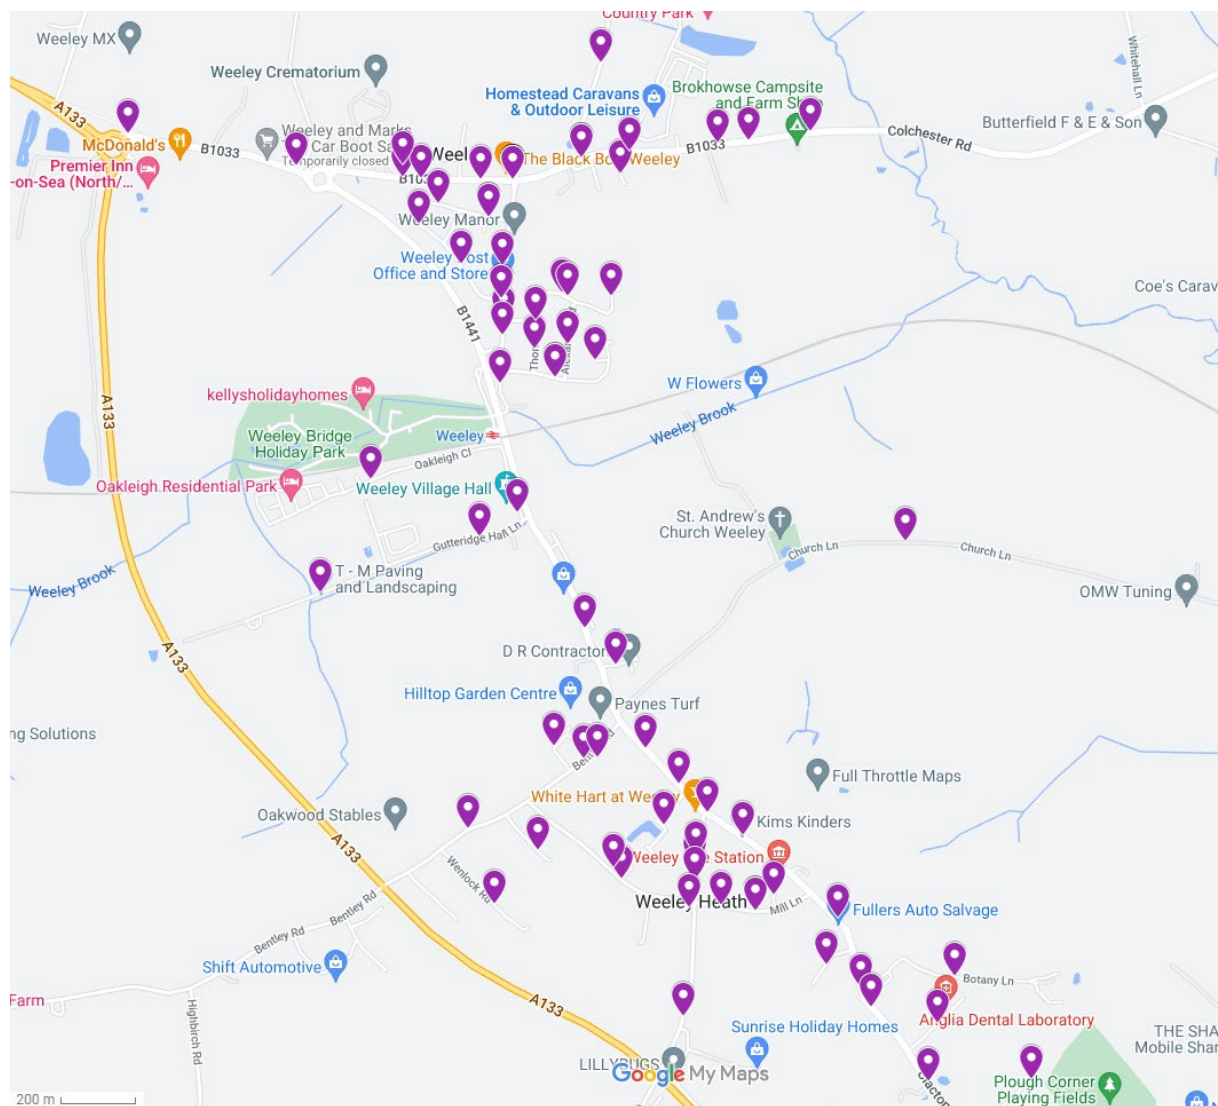 Country Park
Weeley MX
Weeley Crematorium
Homestead Caravans
& Outdoor Leisure
Brokhowse Campsite
and Farm
Whitehall Ln
A133
McDonald's
B1033
Weeley and Marks
Car Boot
Temporarily closed
The Black Bo Weeley
B1033
Colchester Rd
Butterfield F & E & Son
Premier Inn
-on-Sea (North/...
Weeley Manor
Weeley Post
Office and Store
Coe's Carav
B1441
A133
kellysholidayhomes
W Flowers
Weeley Brook
Weeley Bridge
Holiday Park
Weeley
Oakleigh Cl
Oakleigh Residential Park
Weeley Village Hall
Gutteridge Hall Ln
St. Andrew's
Church Weeley
Church Ln
Church Ln
Weeley Brook
T - M Paving
and Landscaping
OMW Tuning
A133
D R Contractor
Hilltop Garden Centre
Paynes Turf
ng Solutions
Full Throttle Maps
White Hart at
Oakwood Stables
Kims Kinders
A133
Weeley
Station
Wenlock Rd
Weeley Heath
Mill Ln
Fullers Auto Salvage
Bentley Rd
Bentley Rd
Shift Automotive
Botany Ln
Farm
Highbirch Rd
A133
Anglia Dental Laboratory
Sunrise Holiday Homes
THE SHA
Mobile Shar
LILLYBUGS
Google My Maps
Plough Corner
Playing Fields
200 m